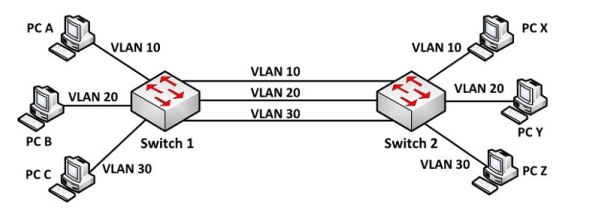 PC A
VLAN 10
PC B
VLAN 20
PC C
VLAN 30
Switch 1
VLAN 10
VLAN 20
VLAN 30
Switch 2
VLAN 10
PC X
VLAN 20
PC Y
VLAN 30
PC Z